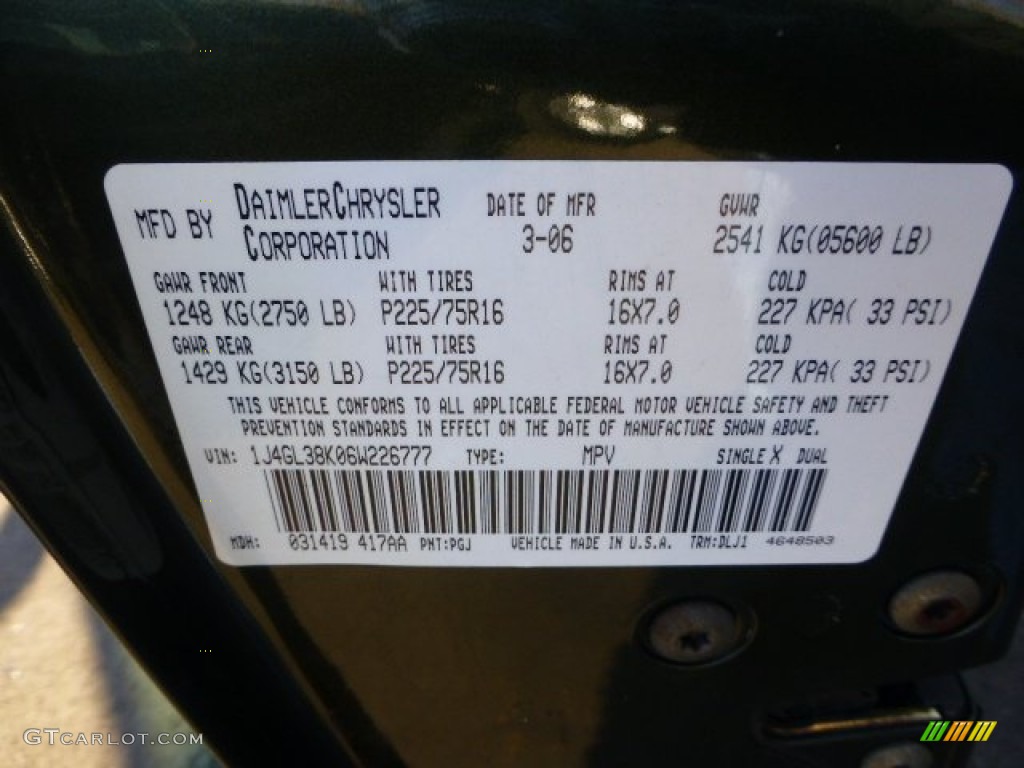 MFD BY DAIMLERCHRYSLER CORPORATION DATE OF MFR 3-06 GVWR 2541 KG(05600 LB)
GAWR FRONT WITH TIRES RIMS AT COLD
1248 KG(2750 LB) P225/75R16 16X7.0 227 KPA( 33 PSI)
GAWR REAR WITH TIRES RIMS AT COLD
1429 KG(3150 LB) P225/75R16 16X7.0 227 KPA( 33 PSI)
THIS VEHICLE CONFORMS TO ALL APPLICABLE FEDERAL MOTOR VEHICLE SAFETY AND THEFT
PREVENTION STANDARDS IN EFFECT ON THE DATE OF MANUFACTURE SHOWN ABOVE.
VIN: 1J4GL38K06W226777 TYPE: MPV SINGLE X DUAL
MDH: 031419 417AA PNT:PGJ VEHICLE MADE IN U.S.A. TRM:DLJ1 4648503
GTCARLOT.COM